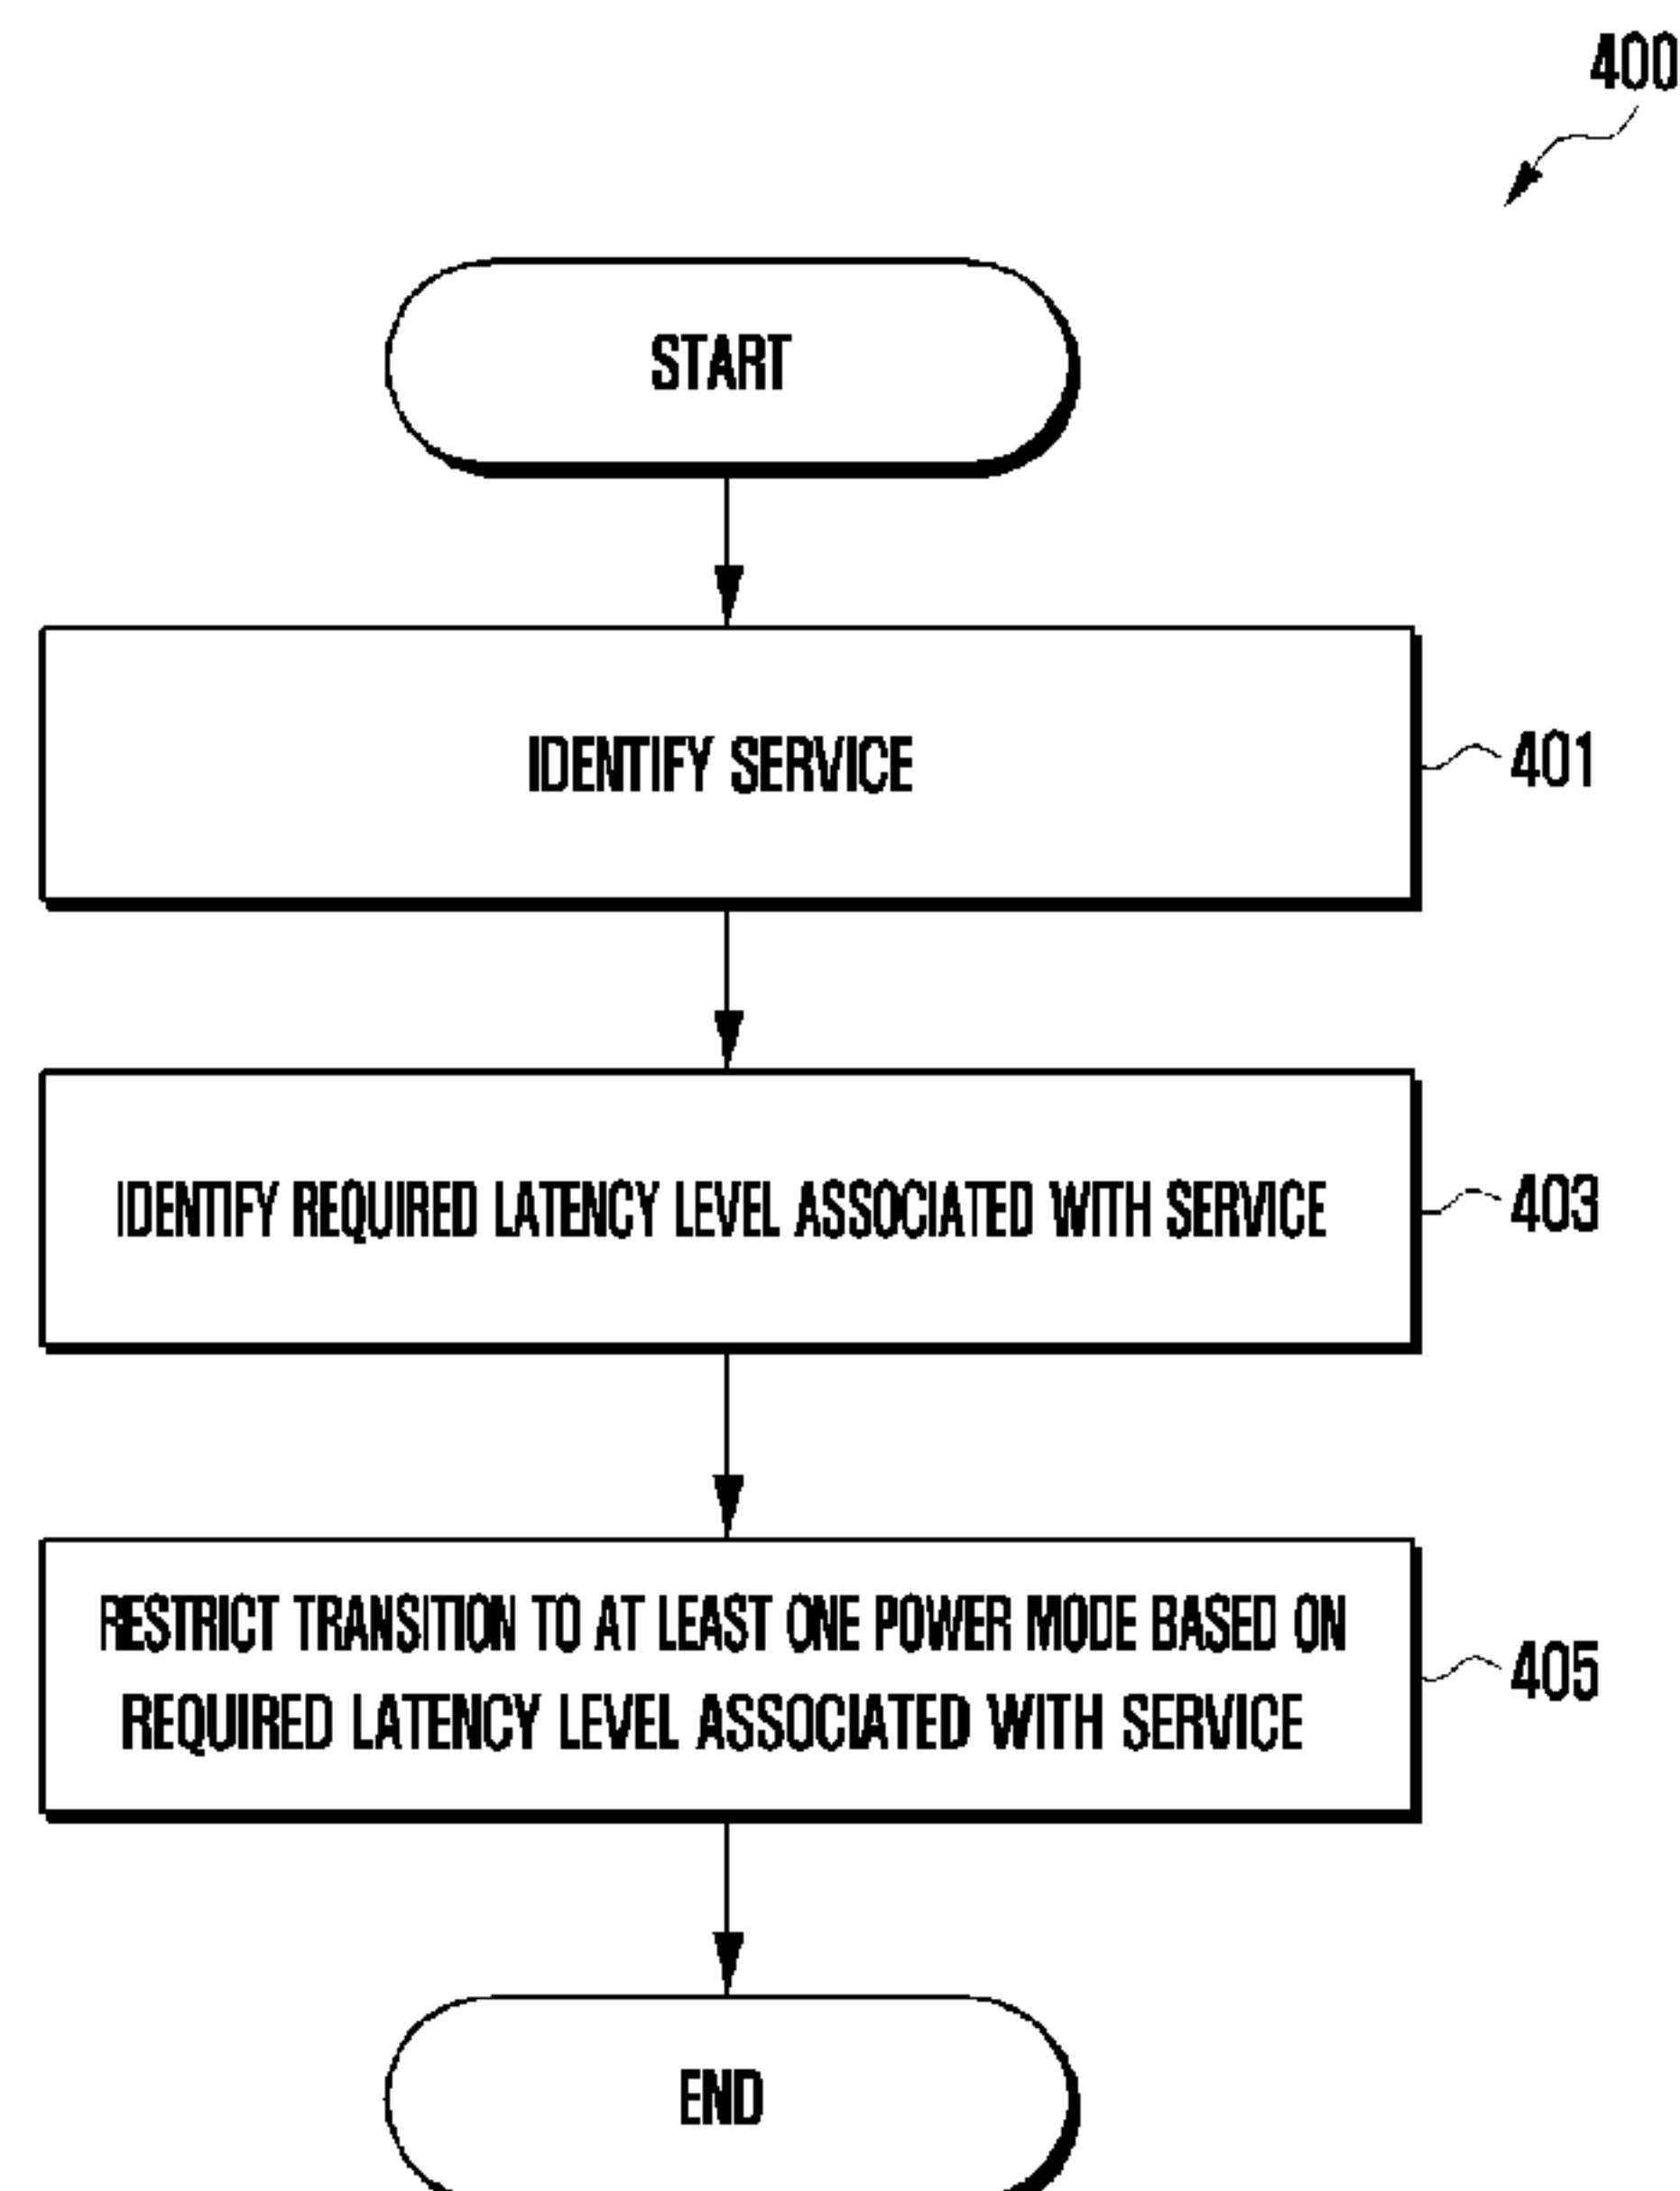 400
START
IDENTIFY SERVICE
401
IDENTIFY REQUIRED LATENCY LEVEL ASSOCIATED WITH SERVICE
403
RESTRICT TRANSITION TO AT LEAST ONE POWER MODE BASED ON
REQUIRED LATENCY LEVEL ASSOCIATED WITH SERVICE
405
END